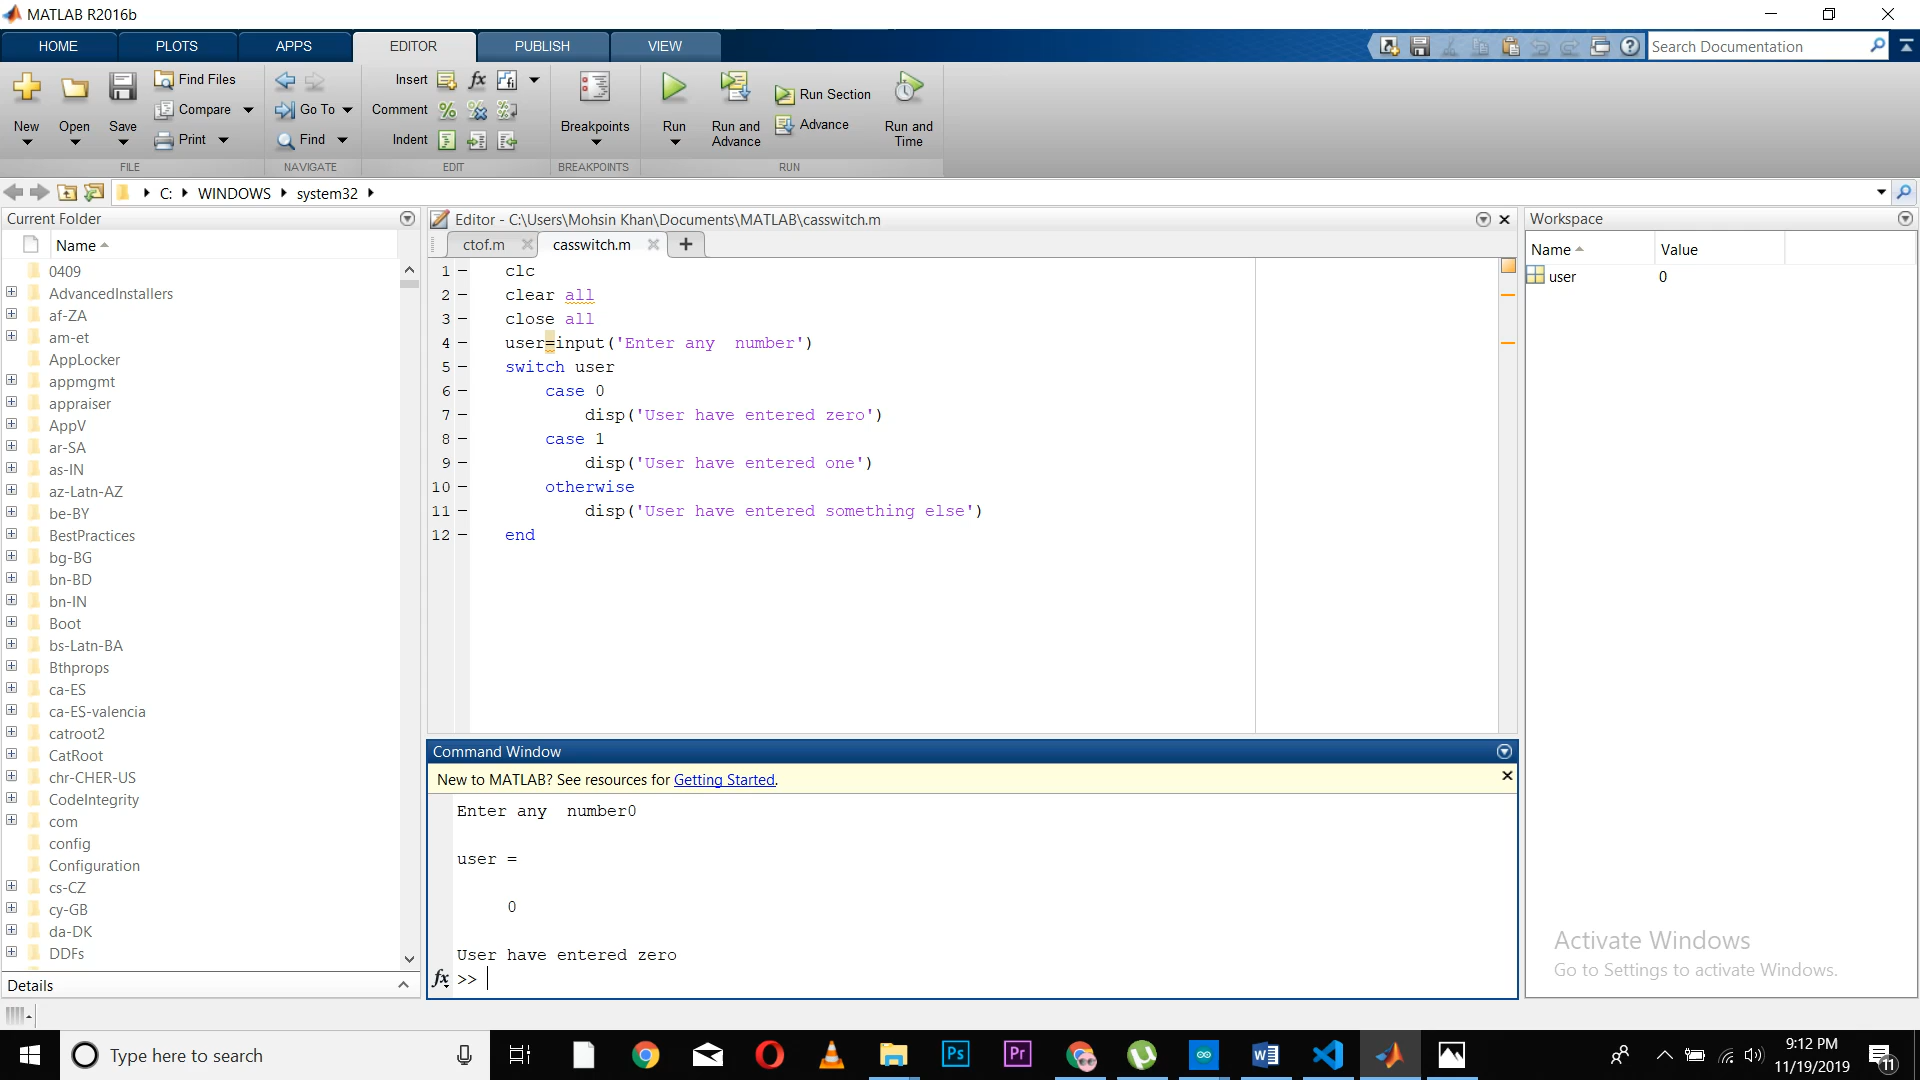 MATLAB R2016b
HOME PLOTS APPS EDITOR PUBLISH VIEW Search Documentation
Find Files Insert fx Run Section
Compare Go To Comment Advance
New Open Save Print Find Indent Breakpoints Run Run and Advance Run and Time
FILE NAVIGATE EDIT BREAKPOINTS RUN
C: WINDOWS system32
Current Folder
Name
0409
AdvancedInstallers
af-ZA
am-et
AppLocker
appmgmt
appraiser
AppV
ar-SA
as-IN
az-Latn-AZ
be-BY
BestPractices
bg-BG
bn-BD
bn-IN
Boot
bs-Latn-BA
Bthprops
ca-ES
ca-ES-valencia
catroot2
CatRoot
chr-CHER-US
CodeIntegrity
com
config
Configuration
cs-CZ
cy-GB
da-DK
DDFs
Details
Editor - C:\Users\Mohsin Khan\Documents\MATLAB\casswitch.m
ctof.m casswitch.m
1 - clc
2 - clear all
3 - close all
4 - user=input('Enter any  number')
5 - switch user
6 - case 0
7 - disp('User have entered zero')
8 - case 1
9 - disp('User have entered one')
10 - otherwise
11 - disp('User have entered something else')
12 - end
Command Window
New to MATLAB? See resources for Getting Started.
Enter any  number0
user =
0
User have entered zero
fx >>
Workspace
Name Value
user 0
Activate Windows
Go to Settings to activate Windows.
Type here to search
Ps Pr
9:12 PM
11/19/2019
11